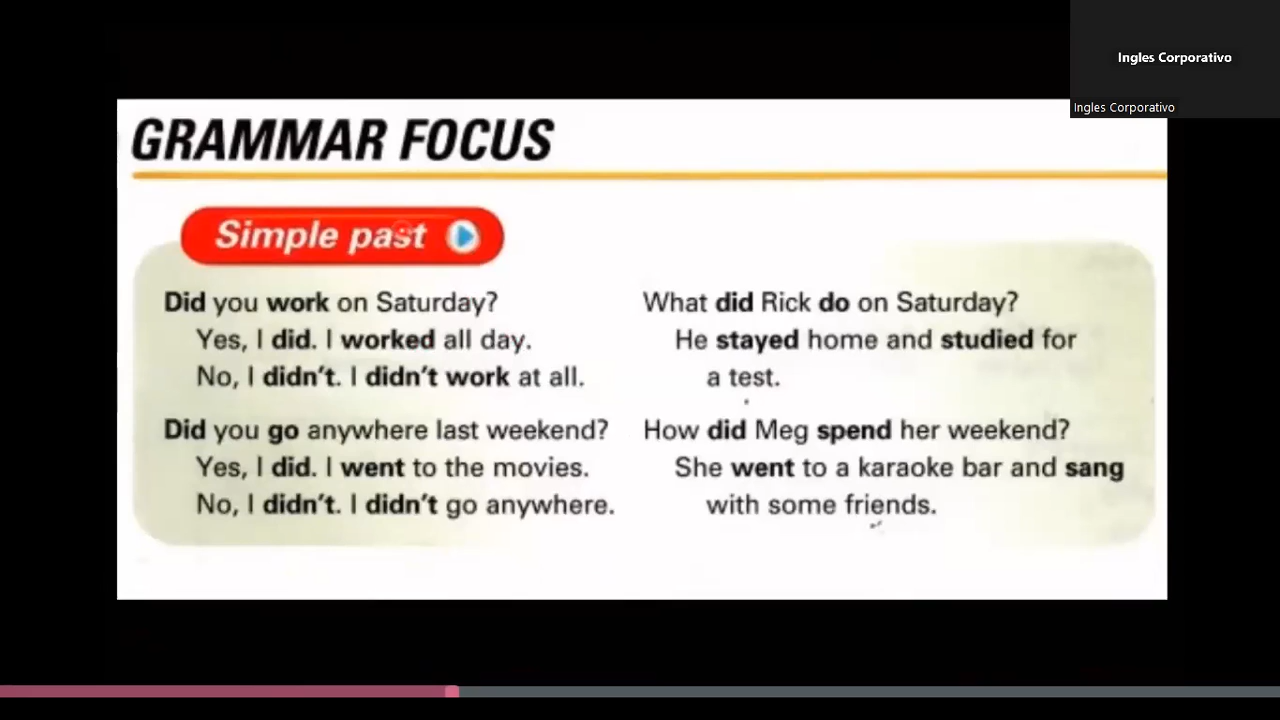 Ingles Corporativo
Ingles Corporativo
GRAMMAR FOCUS
Simple past
Did you work on Saturday?
Yes, I did. I worked all day.
No, I didn't. I didn't work at all.
Did you go anywhere last weekend?
Yes, I did. I went to the movies.
No, I didn't. I didn't go anywhere.
What did Rick do on Saturday?
He stayed home and studied for
a test.
How did Meg spend her weekend?
She went to a karaoke bar and sang
with some friends.